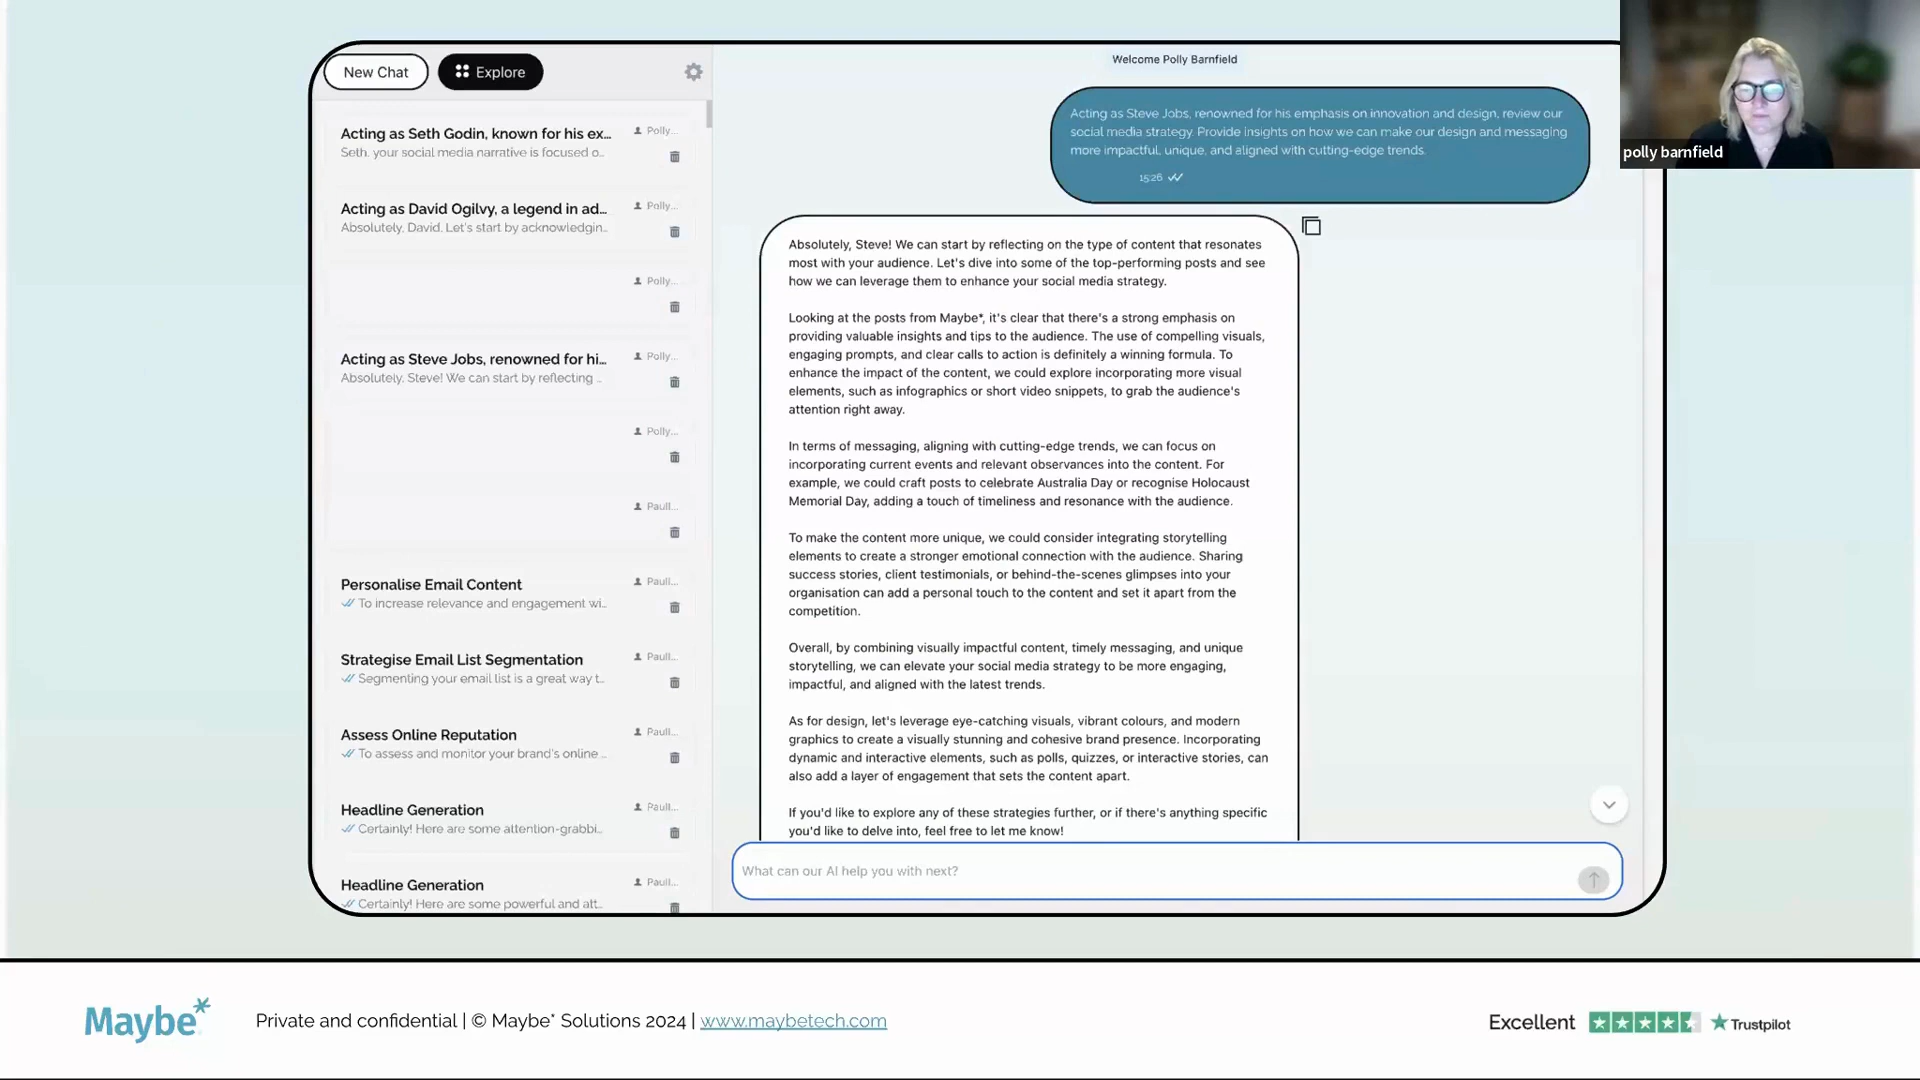 New Chat
Explore
Acting as Seth Godin, known for his ex...
Polly...
Seth, your social media narrative is focused o...
Acting as David Ogilvy, a legend in ad...
Polly...
Absolutely, David. Let's start by acknowledgin...
Polly...
Acting as Steve Jobs, renowned for hi...
Polly...
Absolutely, Steve! We can start by reflecting ...
Polly...
Paull...
Personalise Email Content
Paull...
To increase relevance and engagement wi...
Strategise Email List Segmentation
Paull...
Segmenting your email list is a great way t...
Assess Online Reputation
Paull...
To assess and monitor your brand's online ...
Headline Generation
Paull...
Certainly! Here are some attention-grabbi...
Headline Generation
Paull...
Certainly! Here are some powerful and att...
Welcome Polly Barnfield
Acting as Steve Jobs, renowned for his emphasis on innovation and design, review our
social media strategy. Provide insights on how we can make our design and messaging
more impactful, unique, and aligned with cutting-edge trends.
15:26
Absolutely, Steve! We can start by reflecting on the type of content that resonates
most with your audience. Let's dive into some of the top-performing posts and see
how we can leverage them to enhance your social media strategy.
Looking at the posts from Maybe*, it's clear that there's a strong emphasis on
providing valuable insights and tips to the audience. The use of compelling visuals,
engaging prompts, and clear calls to action is definitely a winning formula. To
enhance the impact of the content, we could explore incorporating more visual
elements, such as infographics or short video snippets, to grab the audience's
attention right away.
In terms of messaging, aligning with cutting-edge trends, we can focus on
incorporating current events and relevant observances into the content. For
example, we could craft posts to celebrate Australia Day or recognise Holocaust
Memorial Day, adding a touch of timeliness and resonance with the audience.
To make the content more unique, we could consider integrating storytelling
elements to create a stronger emotional connection with the audience. Sharing
success stories, client testimonials, or behind-the-scenes glimpses into your
organisation can add a personal touch to the content and set it apart from the
competition.
Overall, by combining visually impactful content, timely messaging, and unique
storytelling, we can elevate your social media strategy to be more engaging,
impactful, and aligned with the latest trends.
As for design, let's leverage eye-catching visuals, vibrant colours, and modern
graphics to create a visually stunning and cohesive brand presence. Incorporating
dynamic and interactive elements, such as polls, quizzes, or interactive stories, can
also add a layer of engagement that sets the content apart.
If you'd like to explore any of these strategies further, or if there's anything specific
you'd like to delve into, feel free to let me know!
What can our AI help you with next?
polly barnfield
Maybe*
Private and confidential | © Maybe* Solutions 2024 | www.maybetech.com
Excellent
Trustpilot